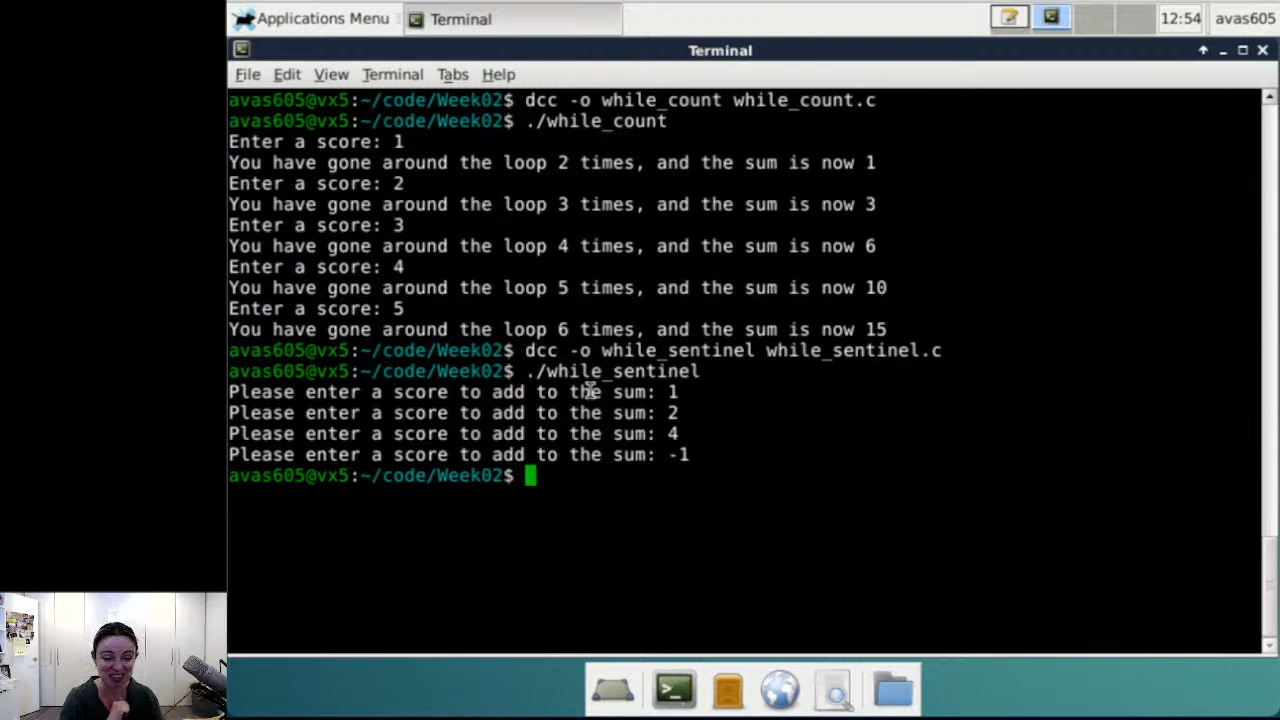 Applications Menu
Terminal
12:54
avas605
Terminal
File Edit View Terminal Tabs Help
avas605@vx5:~/code/Week02$ dcc -o while_count while_count.c
avas605@vx5:~/code/Week02$ ./while_count
Enter a score: 1
You have gone around the loop 2 times, and the sum is now 1
Enter a score: 2
You have gone around the loop 3 times, and the sum is now 3
Enter a score: 3
You have gone around the loop 4 times, and the sum is now 6
Enter a score: 4
You have gone around the loop 5 times, and the sum is now 10
Enter a score: 5
You have gone around the loop 6 times, and the sum is now 15
avas605@vx5:~/code/Week02$ dcc -o while_sentinel while_sentinel.c
avas605@vx5:~/code/Week02$ ./while_sentinel
Please enter a score to add to the sum: 1
Please enter a score to add to the sum: 2
Please enter a score to add to the sum: 4
Please enter a score to add to the sum: -1
avas605@vx5:~/code/Week02$